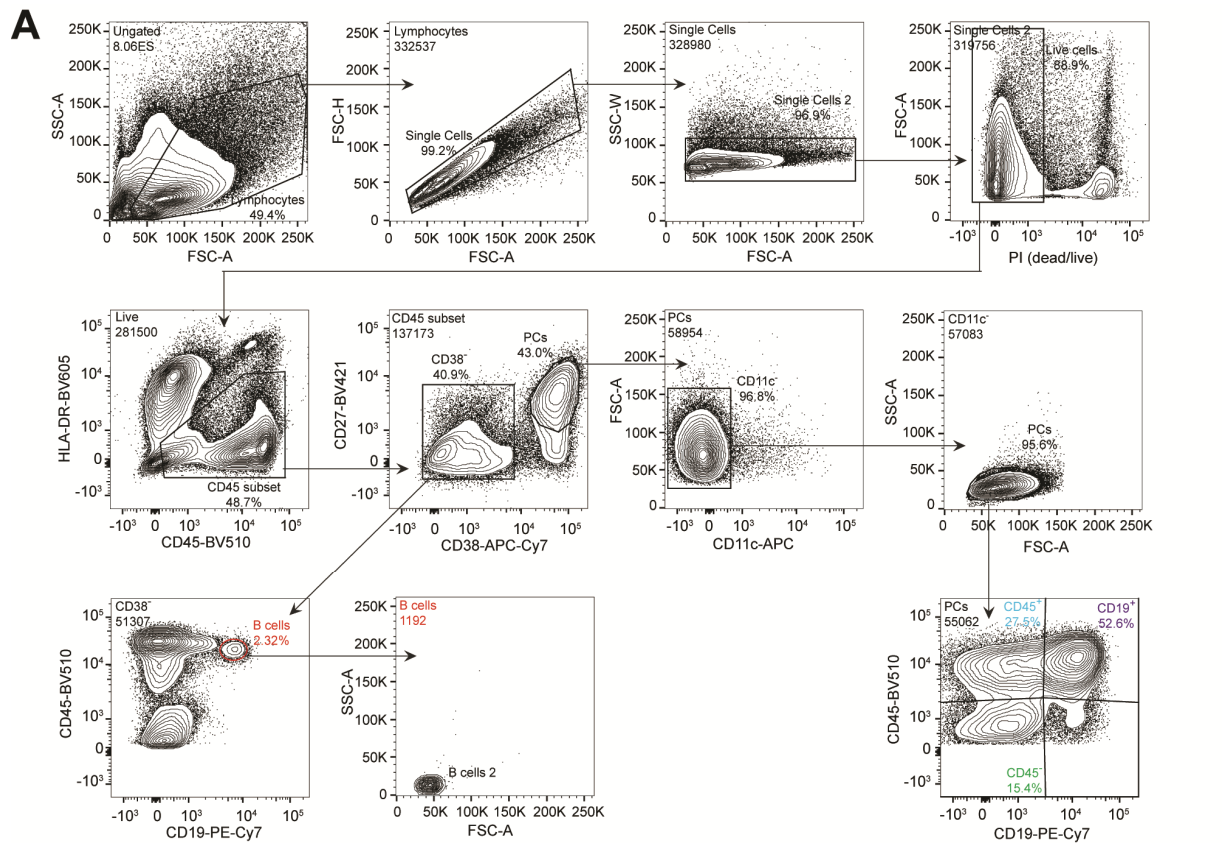 A
Ungated
8.06ES
250K
200K
150K
100K
50K
0
SSC-A
Lymphocytes
49.4%
0 50K 100K 150K 200K 250K
FSC-A
Lymphocytes
332537
250K
200K
150K
100K
50K
0
FSC-H
Single Cells
99.2%
0 50K 100K 150K 200K 250K
FSC-A
Single Cells
328980
250K
200K
150K
100K
50K
0
SSC-W
Single Cells 2
96.9%
0 50K 100K 150K 200K 250K
FSC-A
Single Cells 2
319756
250K
200K
150K
100K
50K
0
FSC-A
Live cells
88.9%
-10³ 0 10³ 10⁴ 10⁵
PI (dead/live)
Live
281500
10⁵
10⁴
10³
0
-10³
HLA-DR-BV605
CD45 subset
48.7%
-10³ 0 10³ 10⁴ 10⁵
CD45-BV510
CD45 subset
137173
10⁵
10⁴
10³
0
-10³
CD27-BV421
CD38⁻
40.9%
PCs
43.0%
-10³ 0 10³ 10⁴ 10⁵
CD38-APC-Cy7
PCs
58954
250K
200K
150K
100K
50K
0
FSC-A
CD11c⁻
96.8%
-10³ 0 10³ 10⁴ 10⁵
CD11c-APC
CD11c⁻
57083
250K
200K
150K
100K
50K
0
SSC-A
PCs
95.6%
0 50K 100K 150K 200K 250K
FSC-A
CD38⁻
51307
10⁵
10⁴
10³
0
-10³
CD45-BV510
B cells
2.32%
-10³ 0 10³ 10⁴ 10⁵
CD19-PE-Cy7
B cells
1192
250K
200K
150K
100K
50K
0
SSC-A
B cells 2
0 50K 100K 150K 200K 250K
FSC-A
PCs
55062
CD45⁺
27.5%
CD19⁺
52.6%
10⁵
10⁴
10³
0
-10³
CD45-BV510
CD45⁻
15.4%
-10³ 0 10³ 10⁴ 10⁵
CD19-PE-Cy7